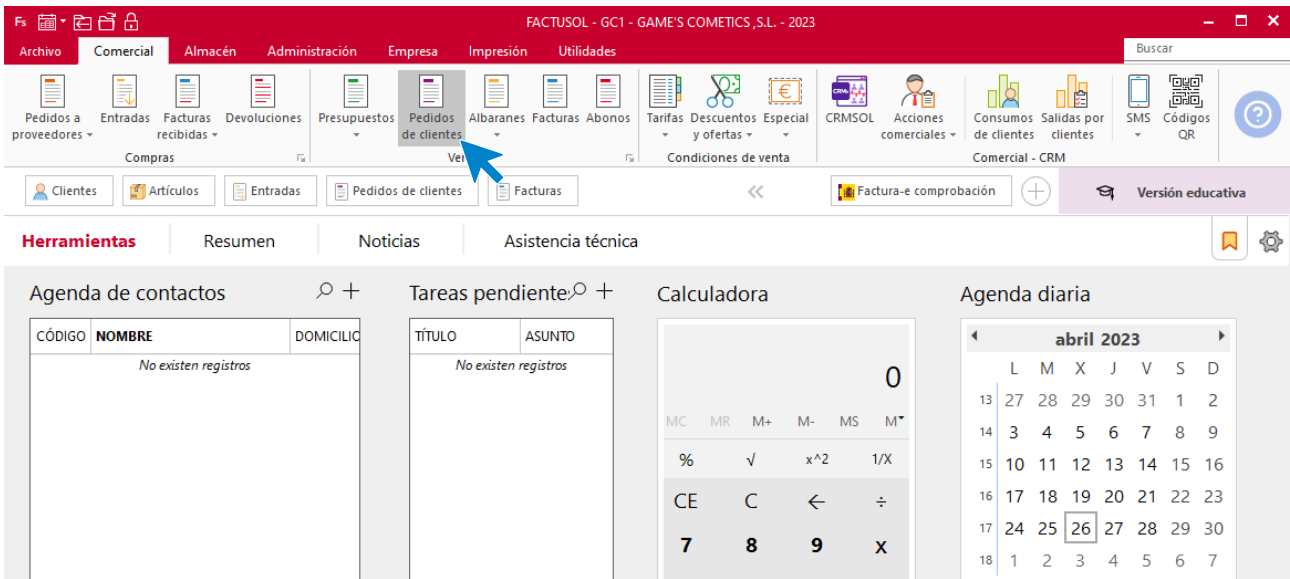 Fs FACTUSOL - GC1 - GAME'S COMETICS ,S.L. - 2023
Archivo Comercial Almacén Administración Empresa Impresión Utilidades Buscar
CRM
Pedidos a Entradas Facturas Devoluciones Presupuestos Pedidos Albaranes Facturas Abonos Tarifas Descuentos Especial CRMSOL Acciones Consumos Salidas por SMS Códigos
proveedores recibidas de clientes y ofertas comerciales de clientes clientes QR
Compras Ve Condiciones de venta Comercial - CRM
Clientes Artículos Entradas Pedidos de clientes Facturas Factura-e comprobación Versión educativa
Herramientas Resumen Noticias Asistencia técnica
Agenda de contactos Tareas pendiente Calculadora Agenda diaria
CÓDIGO NOMBRE DOMICILIO TÍTULO ASUNTO abril 2023
No existen registros No existen registros L M X J V S D
0
13 27 28 29 30 31 1 2
MC MR M+ M- MS M
14 3 4 5 6 7 8 9
% √ x^2 1/X
15 10 11 12 13 14 15 16
CE C ← ÷
16 17 18 19 20 21 22 23
17 24 25 26 27 28 29 30
7 8 9 x
18 1 2 3 4 5 6 7